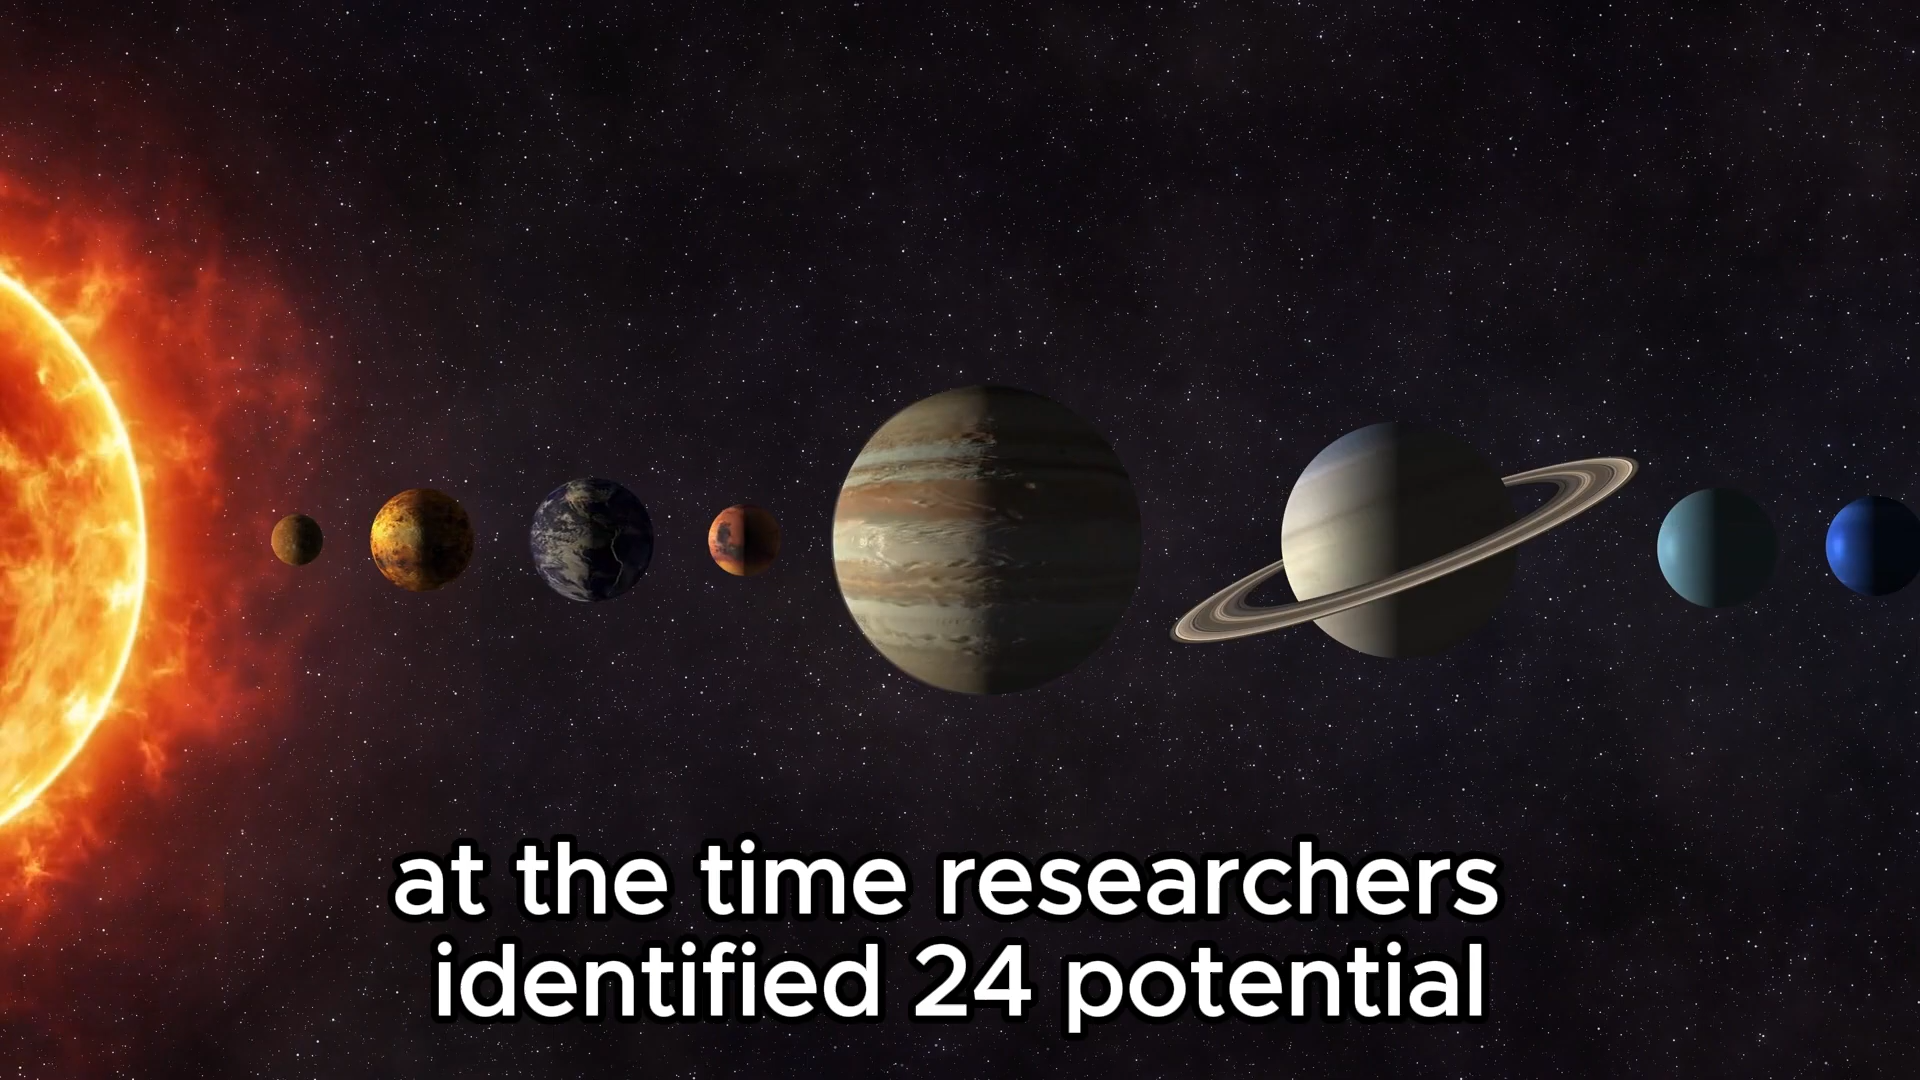 at the time researchers
identified 24 potential